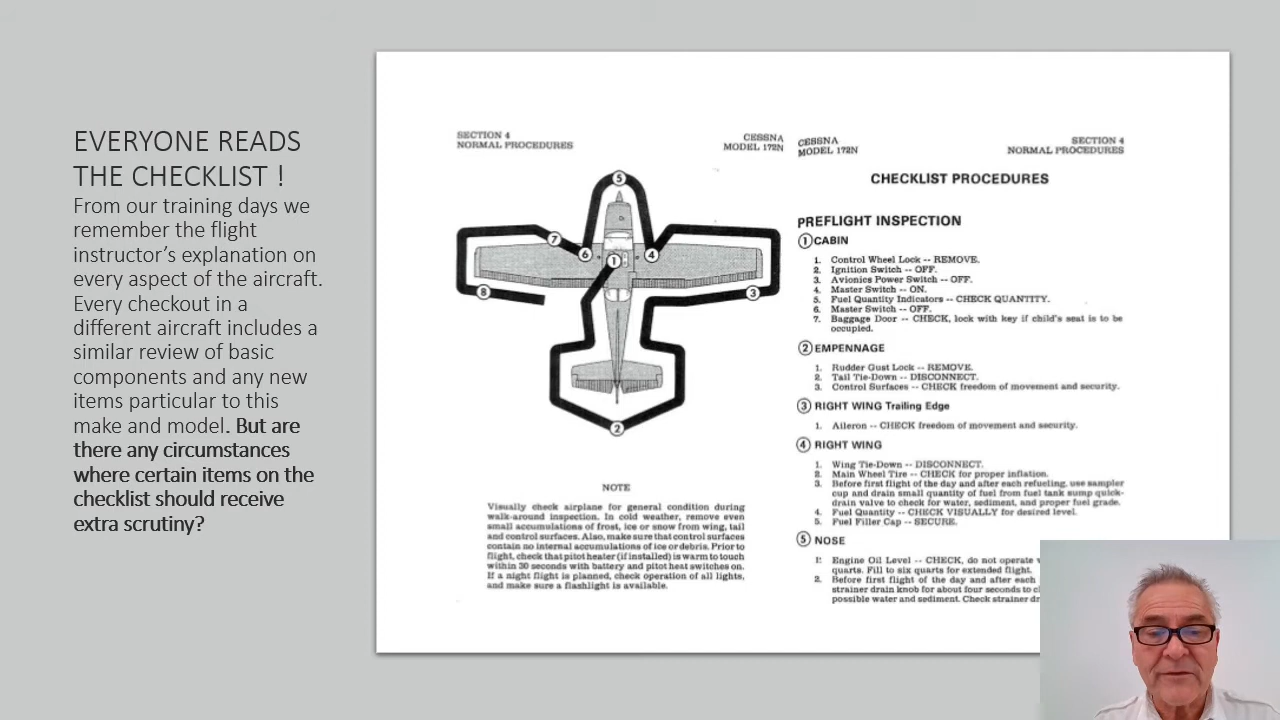 EVERYONE READS
THE CHECKLIST !
From our training days we
remember the flight
instructor's explanation on
every aspect of the aircraft.
Every checkout in a
different aircraft includes a
similar review of basic
components and any new
items particular to this
make and model. But are
there any circumstances
where certain items on the
checklist should receive
extra scrutiny?
SECTION 4
NORMAL PROCEDURES
CESSNA
MODEL 172N
5
7
6
1
4
8
3
2
NOTE
Visually check airplane for general condition during
walk-around inspection. In cold weather, remove even
small accumulations of frost, ice or snow from wing, tail
and control surfaces. Also, make sure that control surfaces
contain no internal accumulations of ice or debris. Prior to
flight, check that pitot heater (if installed) is warm to touch
within 30 seconds with battery and pitot heat switches on.
If a night flight is planned, check operation of all lights,
and make sure a flashlight is available.
CESSNA
MODEL 172N
SECTION 4
NORMAL PROCEDURES
CHECKLIST PROCEDURES
PREFLIGHT INSPECTION
1 CABIN
1. Control Wheel Lock -- REMOVE.
2. Ignition Switch -- OFF.
3. Avionics Power Switch -- OFF.
4. Master Switch -- ON.
5. Fuel Quantity Indicators -- CHECK QUANTITY.
6. Master Switch -- OFF.
7. Baggage Door -- CHECK, lock with key if child's seat is to be
occupied.
2 EMPENNAGE
1. Rudder Gust Lock -- REMOVE.
2. Tail Tie-Down -- DISCONNECT.
3. Control Surfaces -- CHECK freedom of movement and security.
3 RIGHT WING Trailing Edge
1. Aileron -- CHECK freedom of movement and security.
4 RIGHT WING
1. Wing Tie-Down -- DISCONNECT.
2. Main Wheel Tire -- CHECK for proper inflation.
3. Before first flight of the day and after each refueling, use sampler
cup and drain small quantity of fuel from fuel tank sump quick-
drain valve to check for water, sediment, and proper fuel grade.
4. Fuel Quantity -- CHECK VISUALLY for desired level.
5. Fuel Filler Cap -- SECURE.
5 NOSE
1. Engine Oil Level -- CHECK, do not operate
quarts. Fill to six quarts for extended flight.
2. Before first flight of the day and after each
strainer drain knob for about four seconds to
possible water and sediment. Check strainer